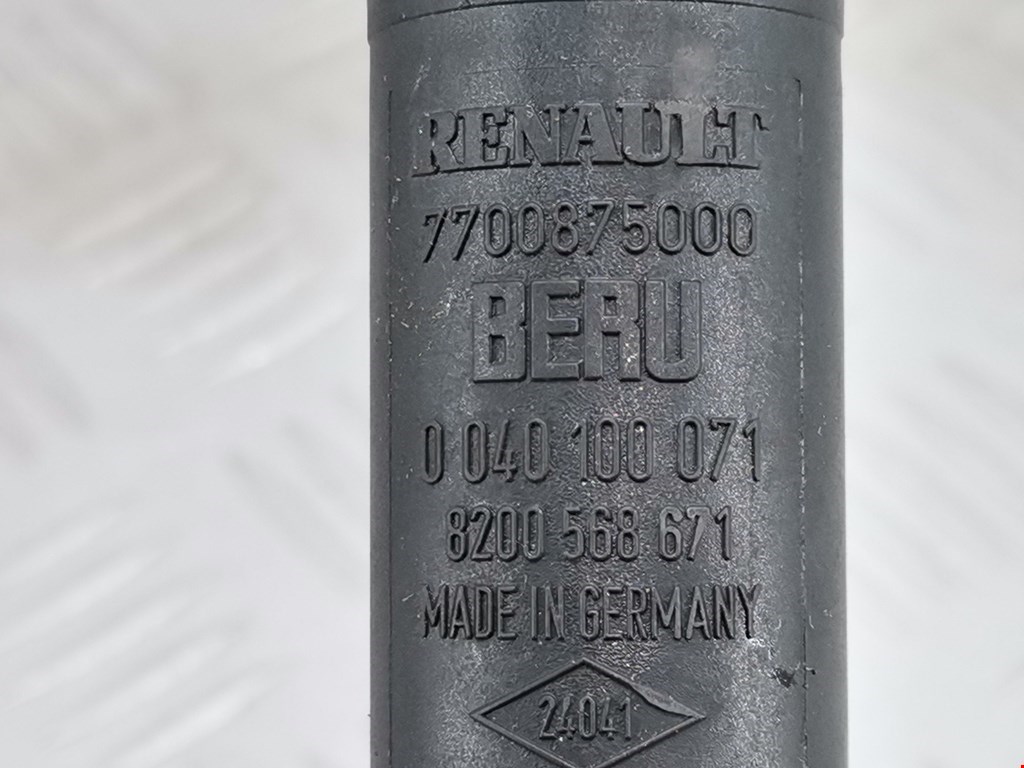 RENAULT
7700875000
BERU
0 040 100 071
8200 568 671
MADE IN GERMANY
24041